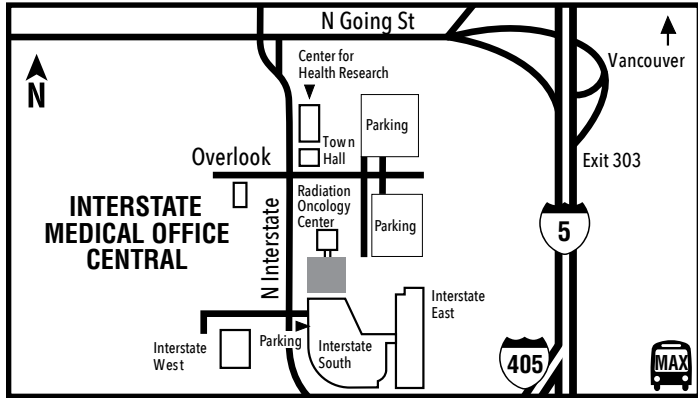 N Going St
Center for
Health Research
Vancouver
N
Parking
Town
Hall
Overlook
Exit 303
Radiation
Oncology
Center
INTERSTATE
MEDICAL OFFICE
CENTRAL
Parking
5
N Interstate
Interstate
East
Parking
Interstate
South
Interstate
West
405
MAX